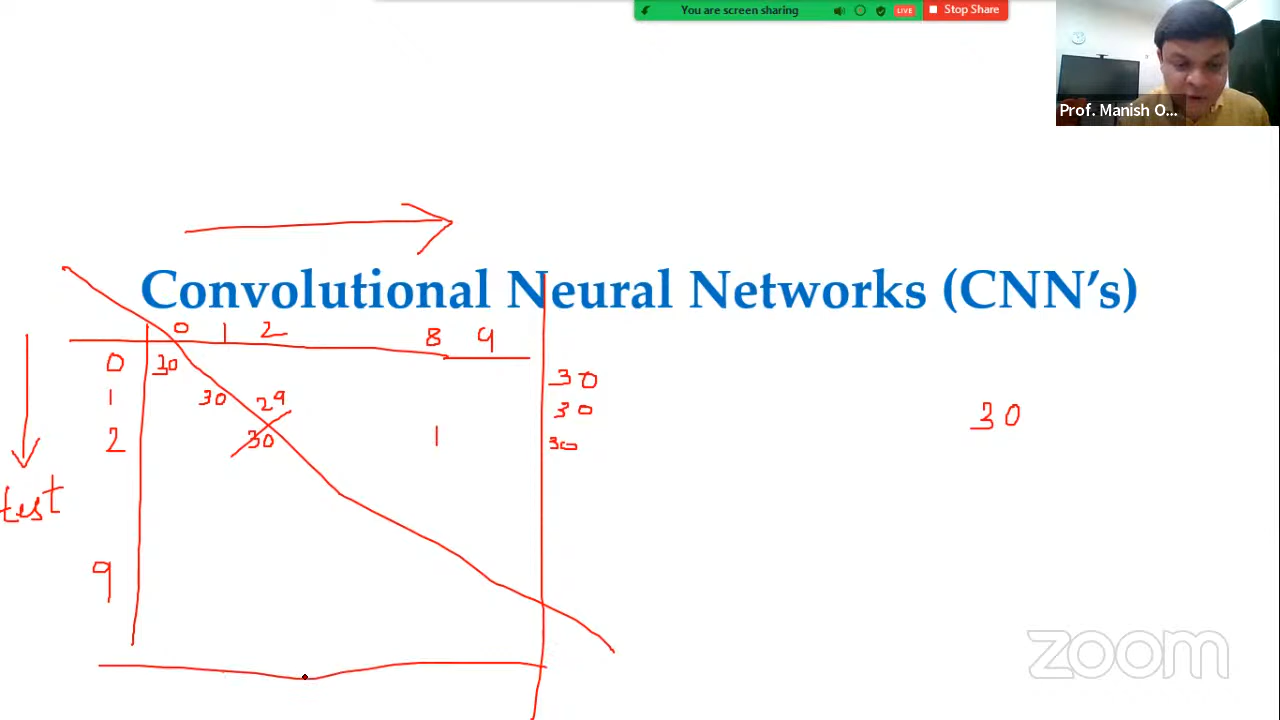 You are screen sharing LIVE Stop Share
Prof. Manish O...
Convolutional Neural Networks (CNN's)
0 1 2 8 9
0 30 30
1 30 29 30
2 30 1 30
30
test
9
zoom